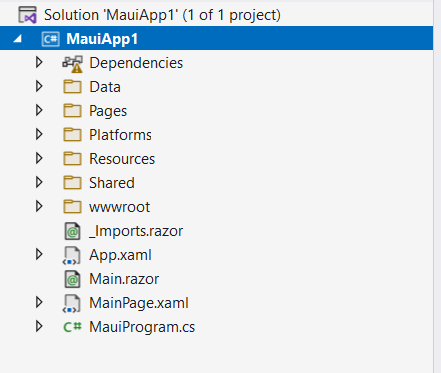 Solution 'MauiApp1' (1 of 1 project)
C# MauiApp1
Dependencies
Data
Pages
Platforms
Resources
Shared
wwwroot
@ _Imports.razor
App.xaml
@ Main.razor
MainPage.xaml
C# MauiProgram.cs